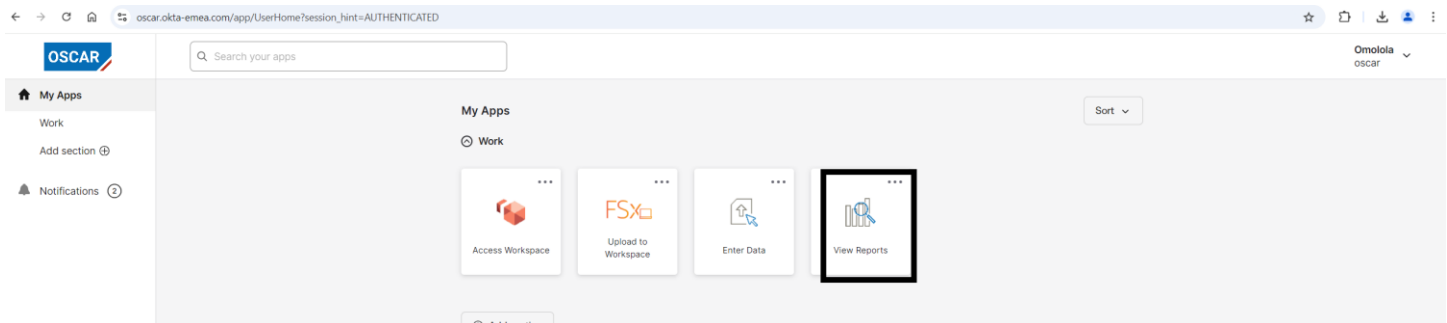 oscar.okta-emea.com/app/UserHome?session_hint=AUTHENTICATED
OSCAR
Search your apps
Omolola
oscar
My Apps
Work
Add section
Notifications 2
My Apps
Sort
Work
Access Workspace
FSx
Upload to
Workspace
Enter Data
View Reports